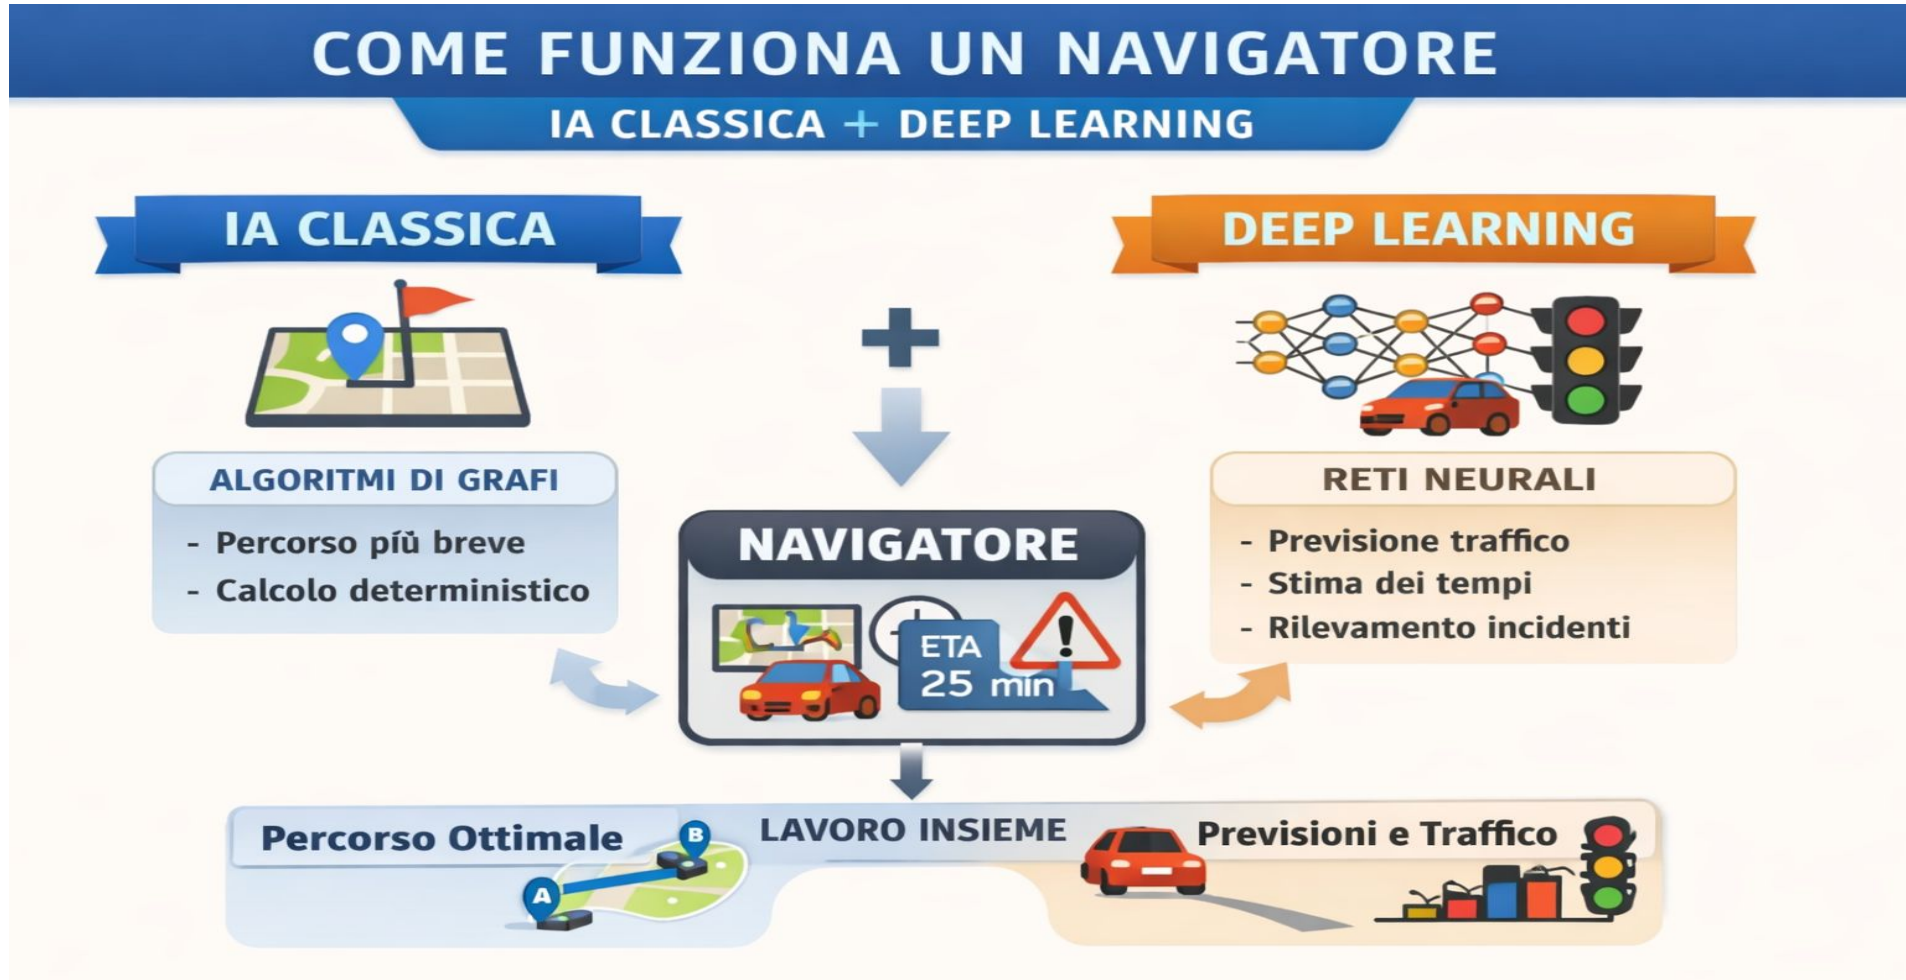 COME FUNZIONA UN NAVIGATORE
IA CLASSICA + DEEP LEARNING
IA CLASSICA
DEEP LEARNING
ALGORITMI DI GRAFI
- Percorso più breve
- Calcolo deterministico
RETI NEURALI
- Previsione traffico
- Stima dei tempi
- Rilevamento incidenti
NAVIGATORE
ETA
25 min
Percorso Ottimale
A
B
LAVORO INSIEME
Previsioni e Traffico